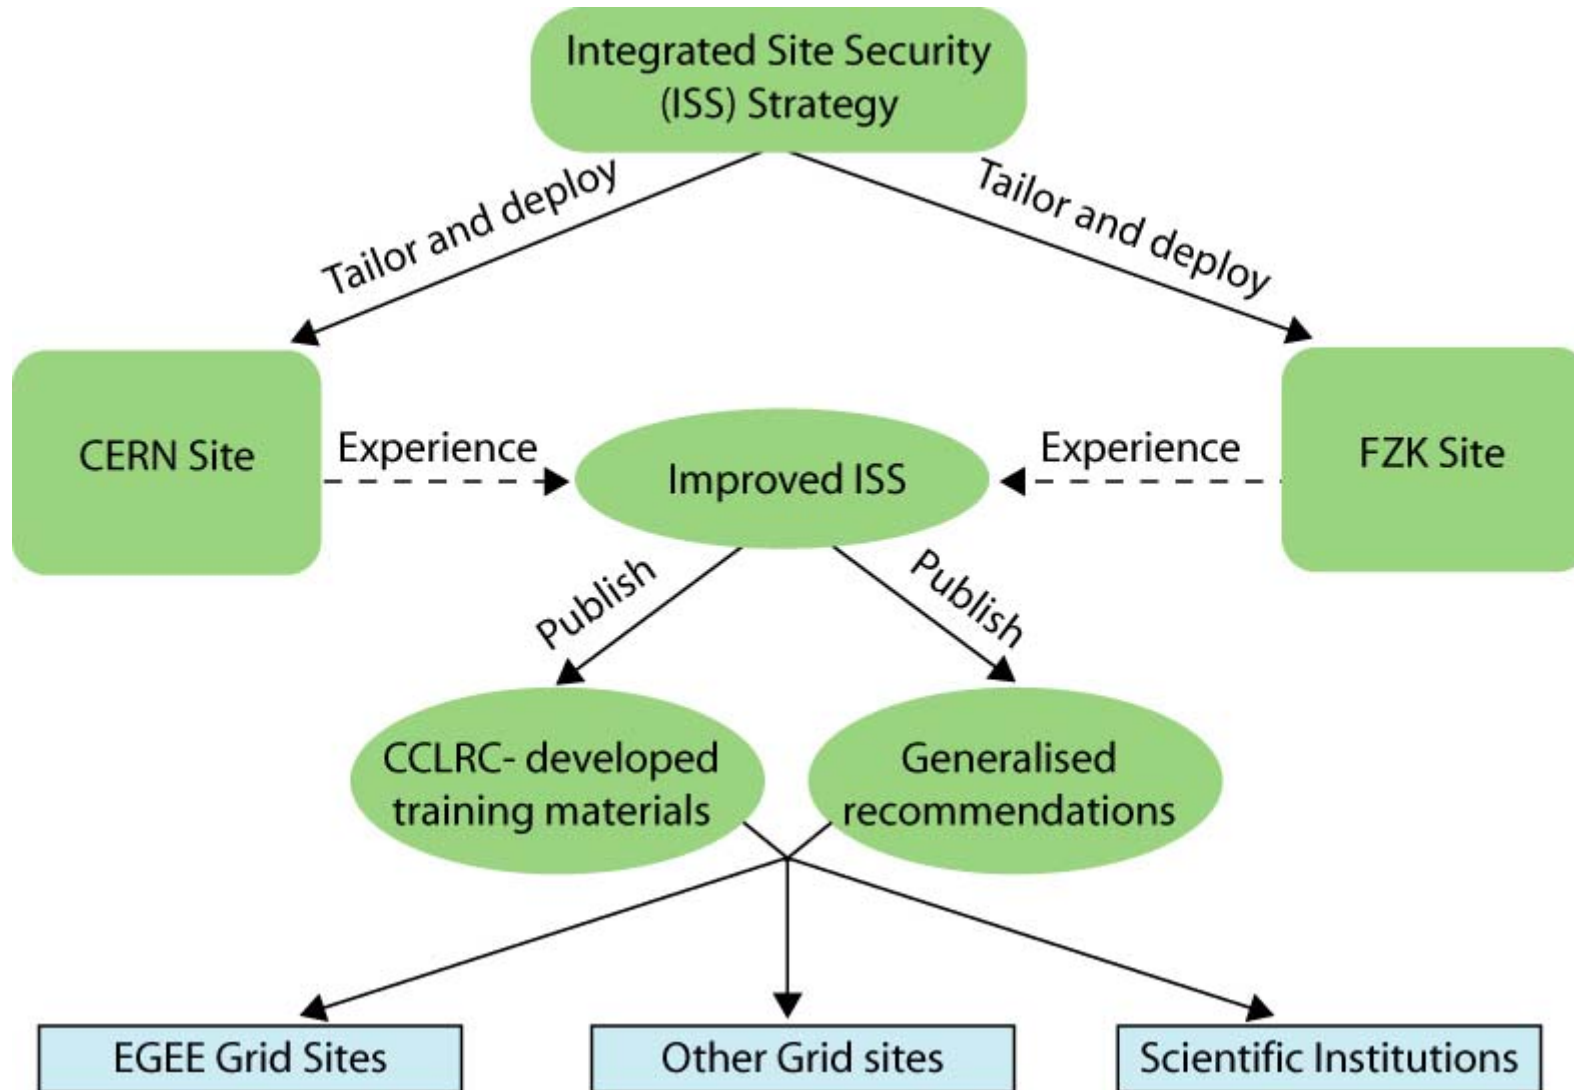 Integrated Site Security
(ISS) Strategy
Tailor and deploy
Tailor and deploy
CERN Site
Experience
Improved ISS
Experience
FZK Site
Publish
Publish
CCLRC- developed
training materials
Generalised
recommendations
EGEE Grid Sites
Other Grid sites
Scientific Institutions